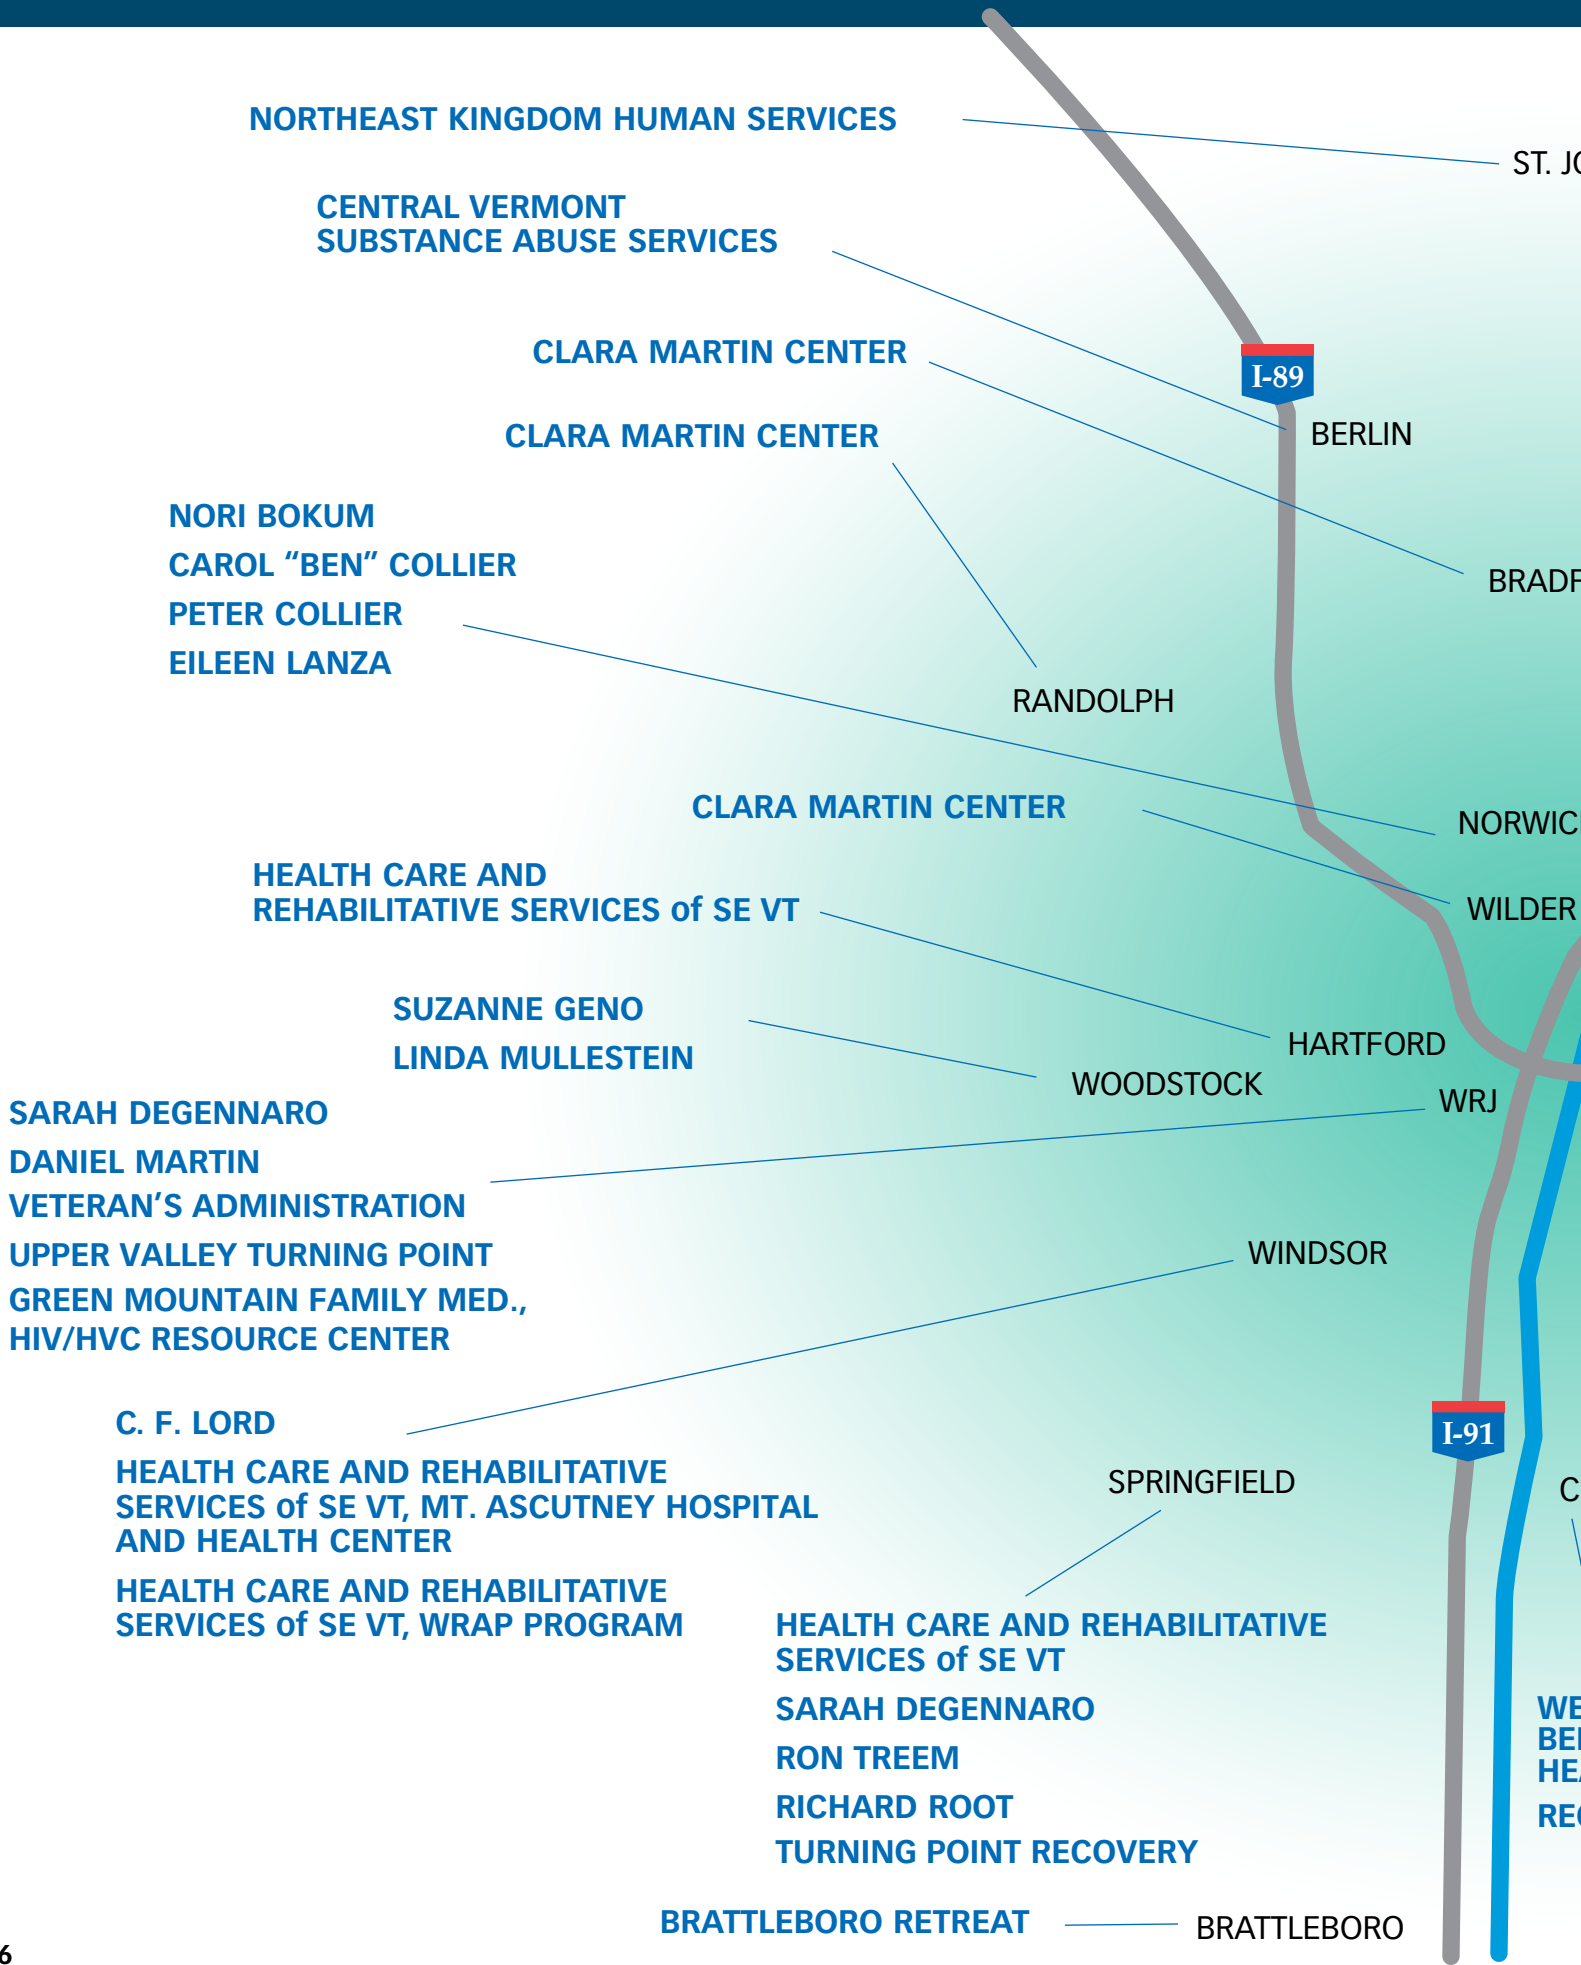 NORTHEAST KINGDOM HUMAN SERVICES
ST.
CENTRAL VERMONT
SUBSTANCE ABUSE SERVICES
CLARA MARTIN CENTER
I-89
BERLIN
CLARA MARTIN CENTER
NORI BOKUM
CAROL “BEN” COLLIER
PETER COLLIER
EILEEN LANZA
RANDOLPH
CLARA MARTIN CENTER
WILDER
HEALTH CARE AND
REHABILITATIVE SERVICES of SE VT
SUZANNE GENO
LINDA MULLESTEIN
HARTFORD
WOODSTOCK
WRJ
SARAH DEGENNARO
DANIEL MARTIN
VETERAN’S ADMINISTRATION
UPPER VALLEY TURNING POINT
GREEN MOUNTAIN FAMILY MED.,
HIV/HVC RESOURCE CENTER
WINDSOR
C. F. LORD
HEALTH CARE AND REHABILITATIVE
SERVICES of SE VT, MT. ASCUTNEY HOSPITAL
AND HEALTH CENTER
HEALTH CARE AND REHABILITATIVE
SERVICES of SE VT, WRAP PROGRAM
I-91
SPRINGFIELD
HEALTH CARE AND REHABILITATIVE
SERVICES of SE VT
SARAH DEGENNARO
RON TREEM
RICHARD ROOT
TURNING POINT RECOVERY
BRATTLEBORO RETREAT
BRATTLEBORO
6